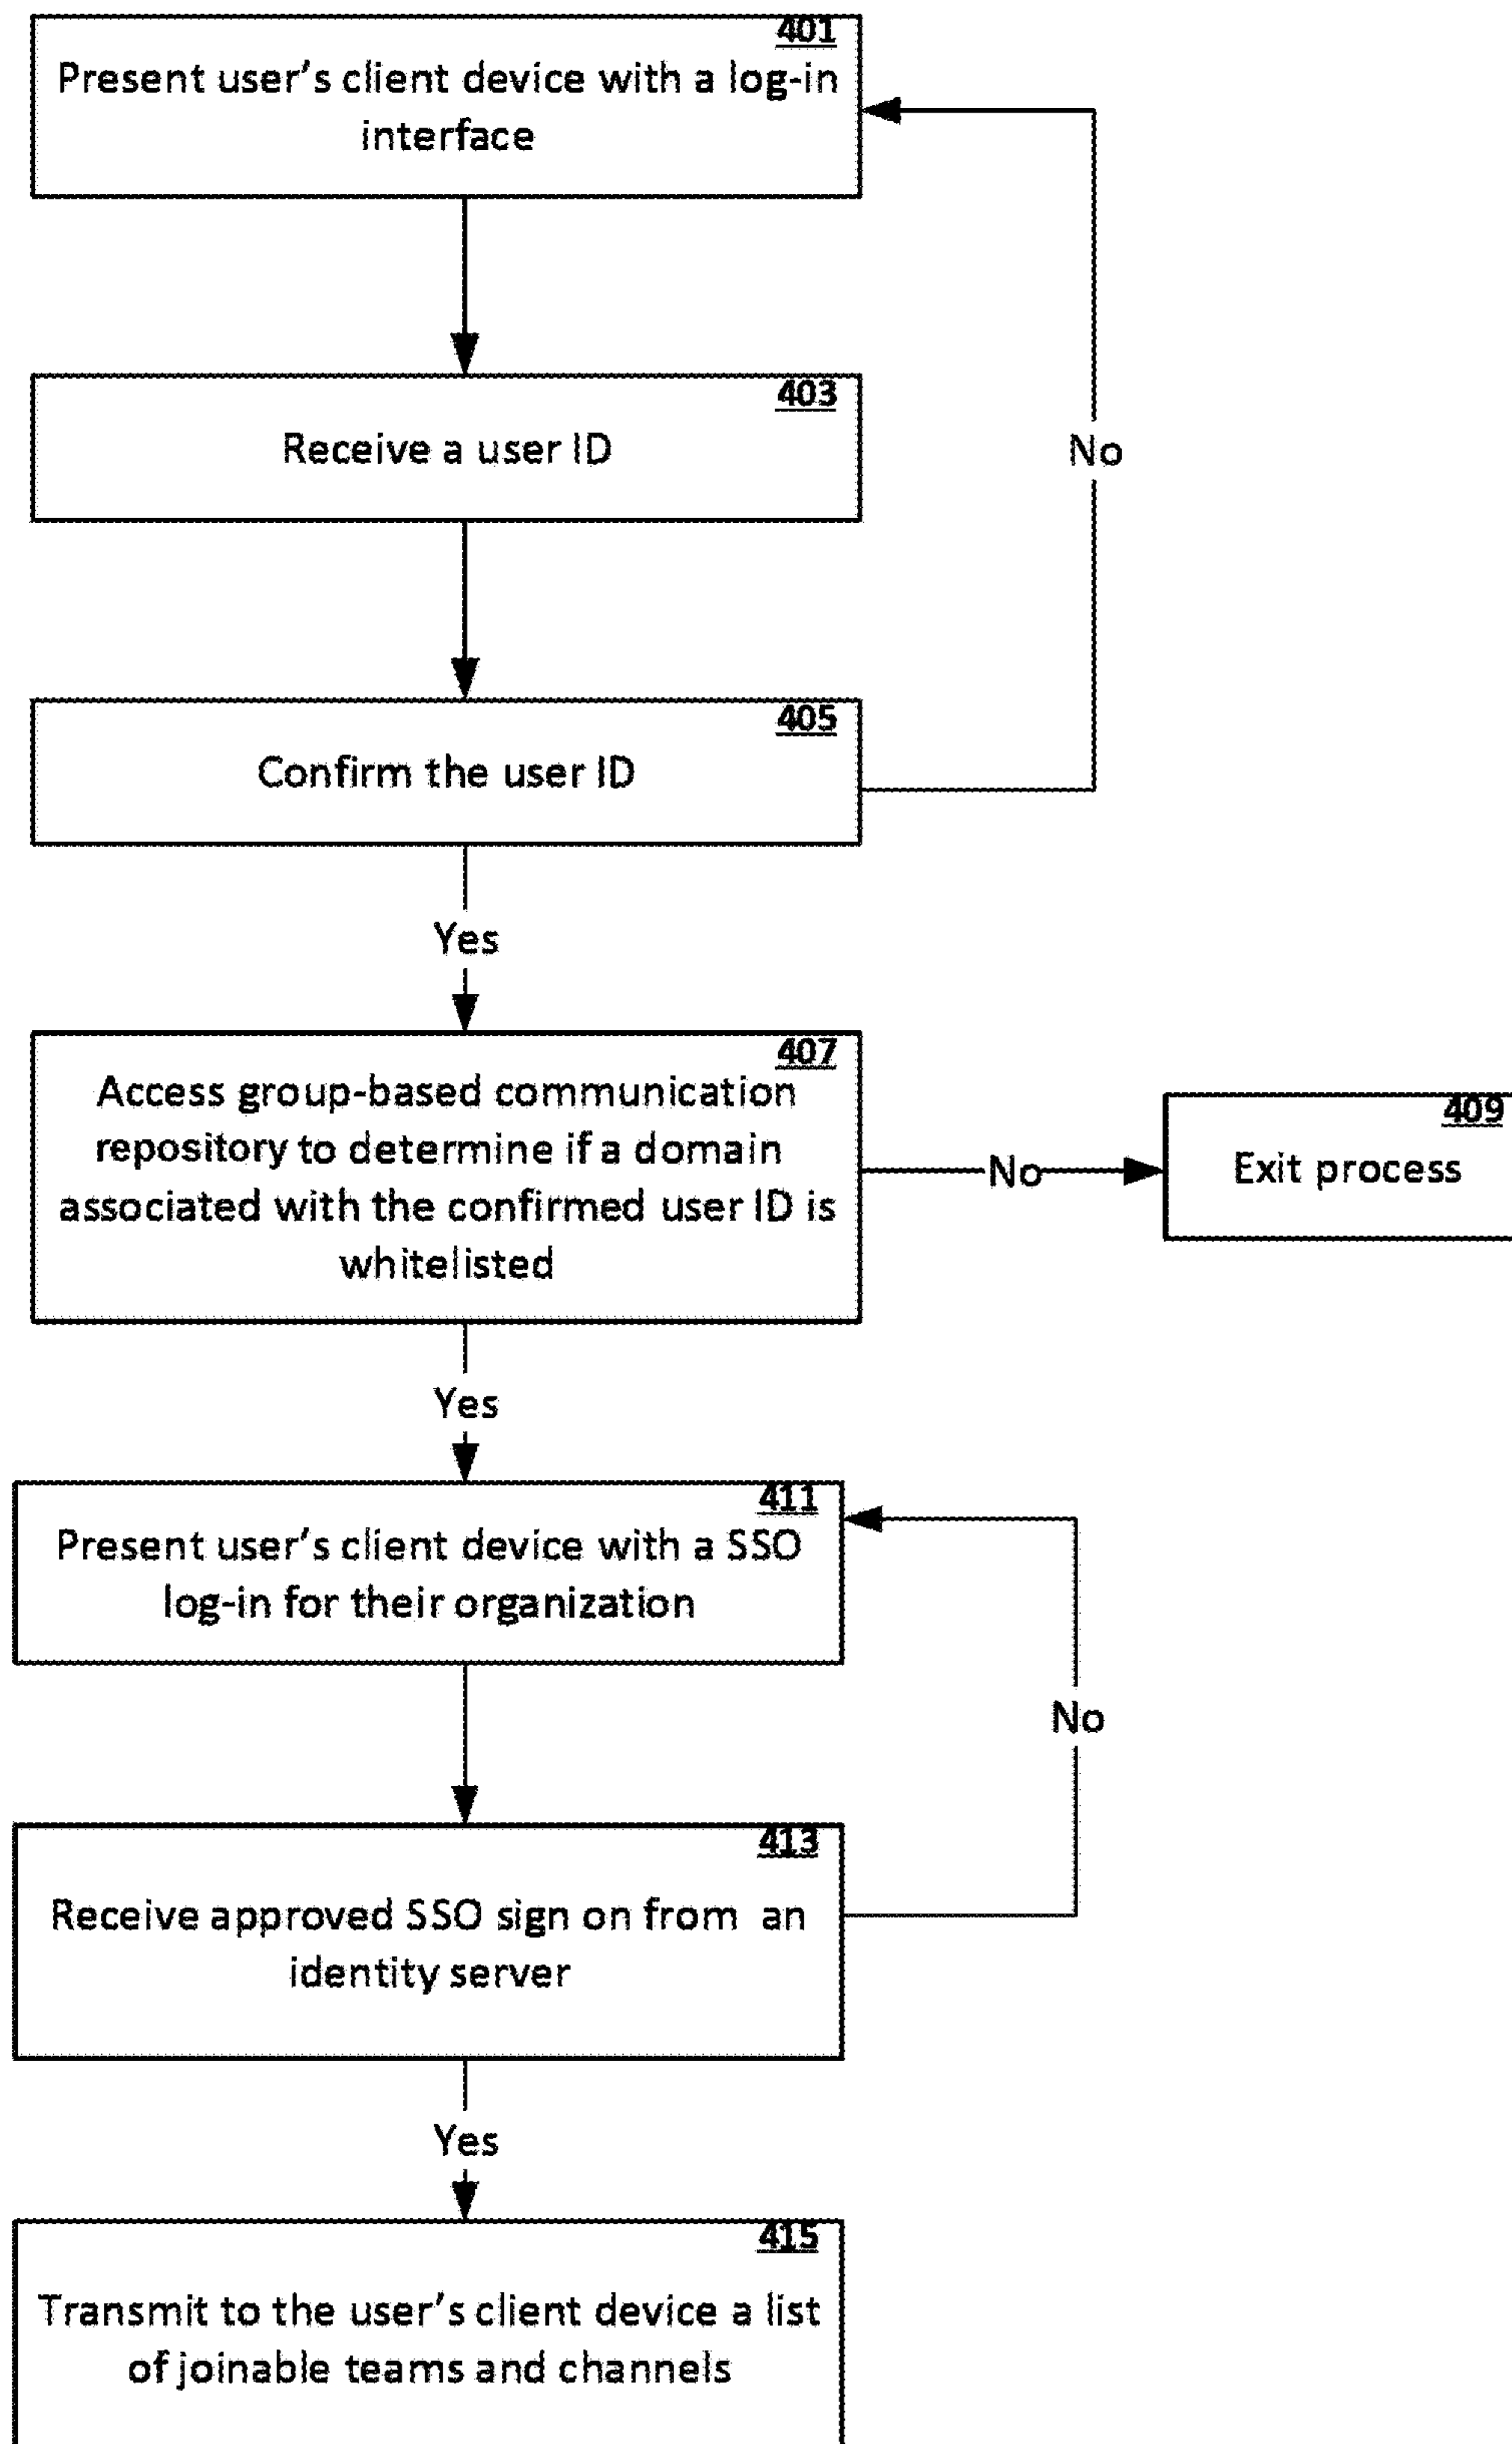 401
Present user's client device with a log-in
interface
403
Receive a user ID
No
405
Confirm the user ID
Yes
407
Access group-based communication
repository to determine if a domain
associated with the confirmed user ID is
whitelisted
No
409
Exit process
Yes
411
Present user's client device with a SSO
log-in for their organization
No
413
Receive approved SSO sign on from an
identity server
Yes
415
Transmit to the user's client device a list
of joinable teams and channels